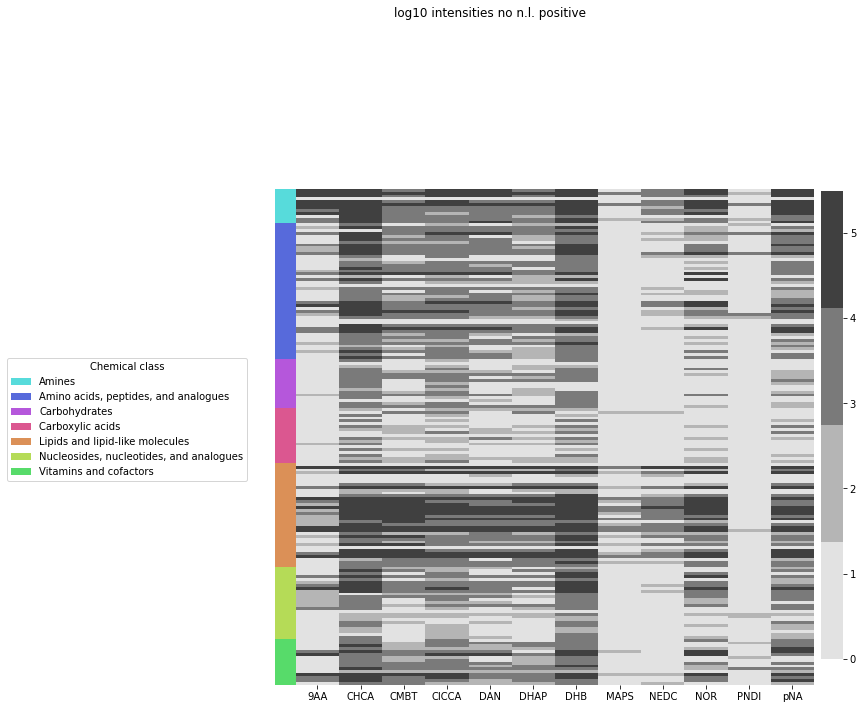 log10 intensities no n.l. positive
Chemical class
Amines
Amino acids, peptides, and analogues
Carbohydrates
Carboxylic acids
Lipids and lipid-like molecules
Nucleosides, nucleotides, and analogues
Vitamins and cofactors
5
4
3
2
1
0
9AA CHCA CMBT ClCCA DAN DHAP DHB MAPS NEDC NOR PNDI pNA